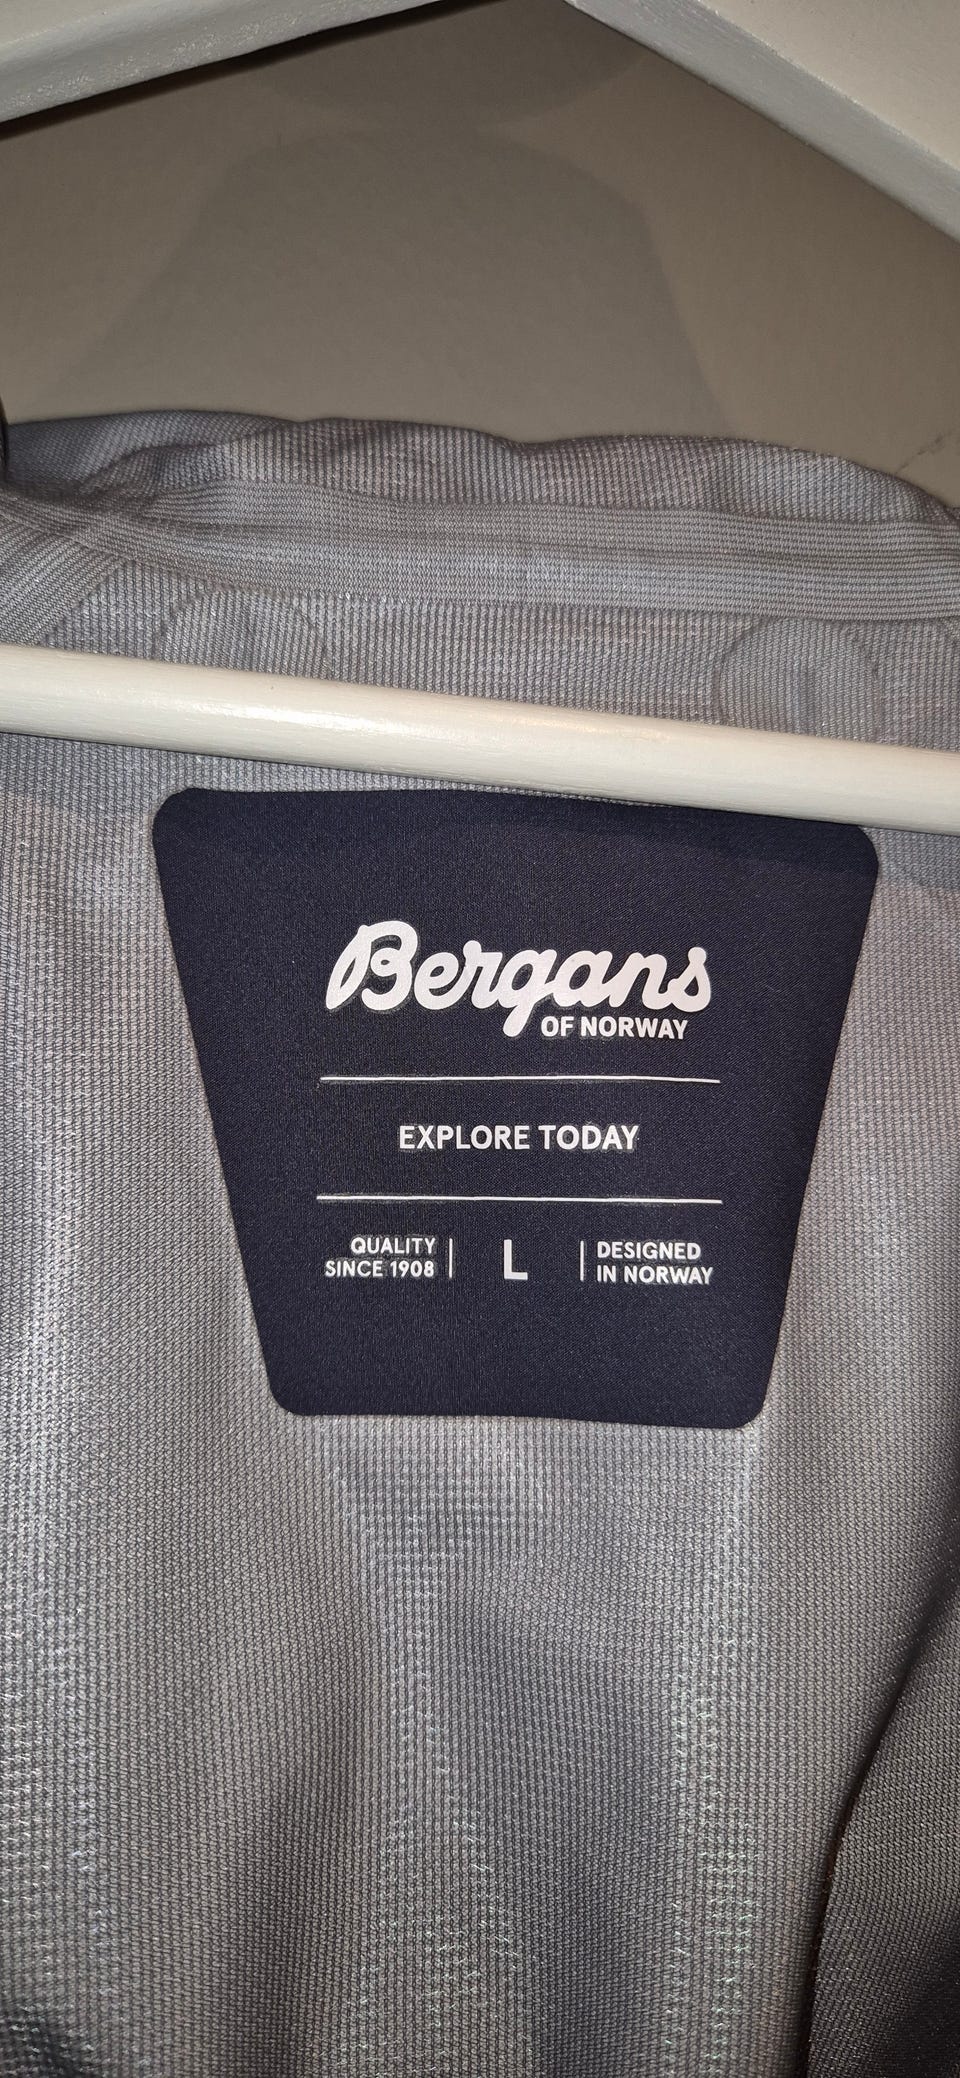 Bergans
OF NORWAY
EXPLORE TODAY
QUALITY
SINCE 1908
L
DESIGNED
IN NORWAY